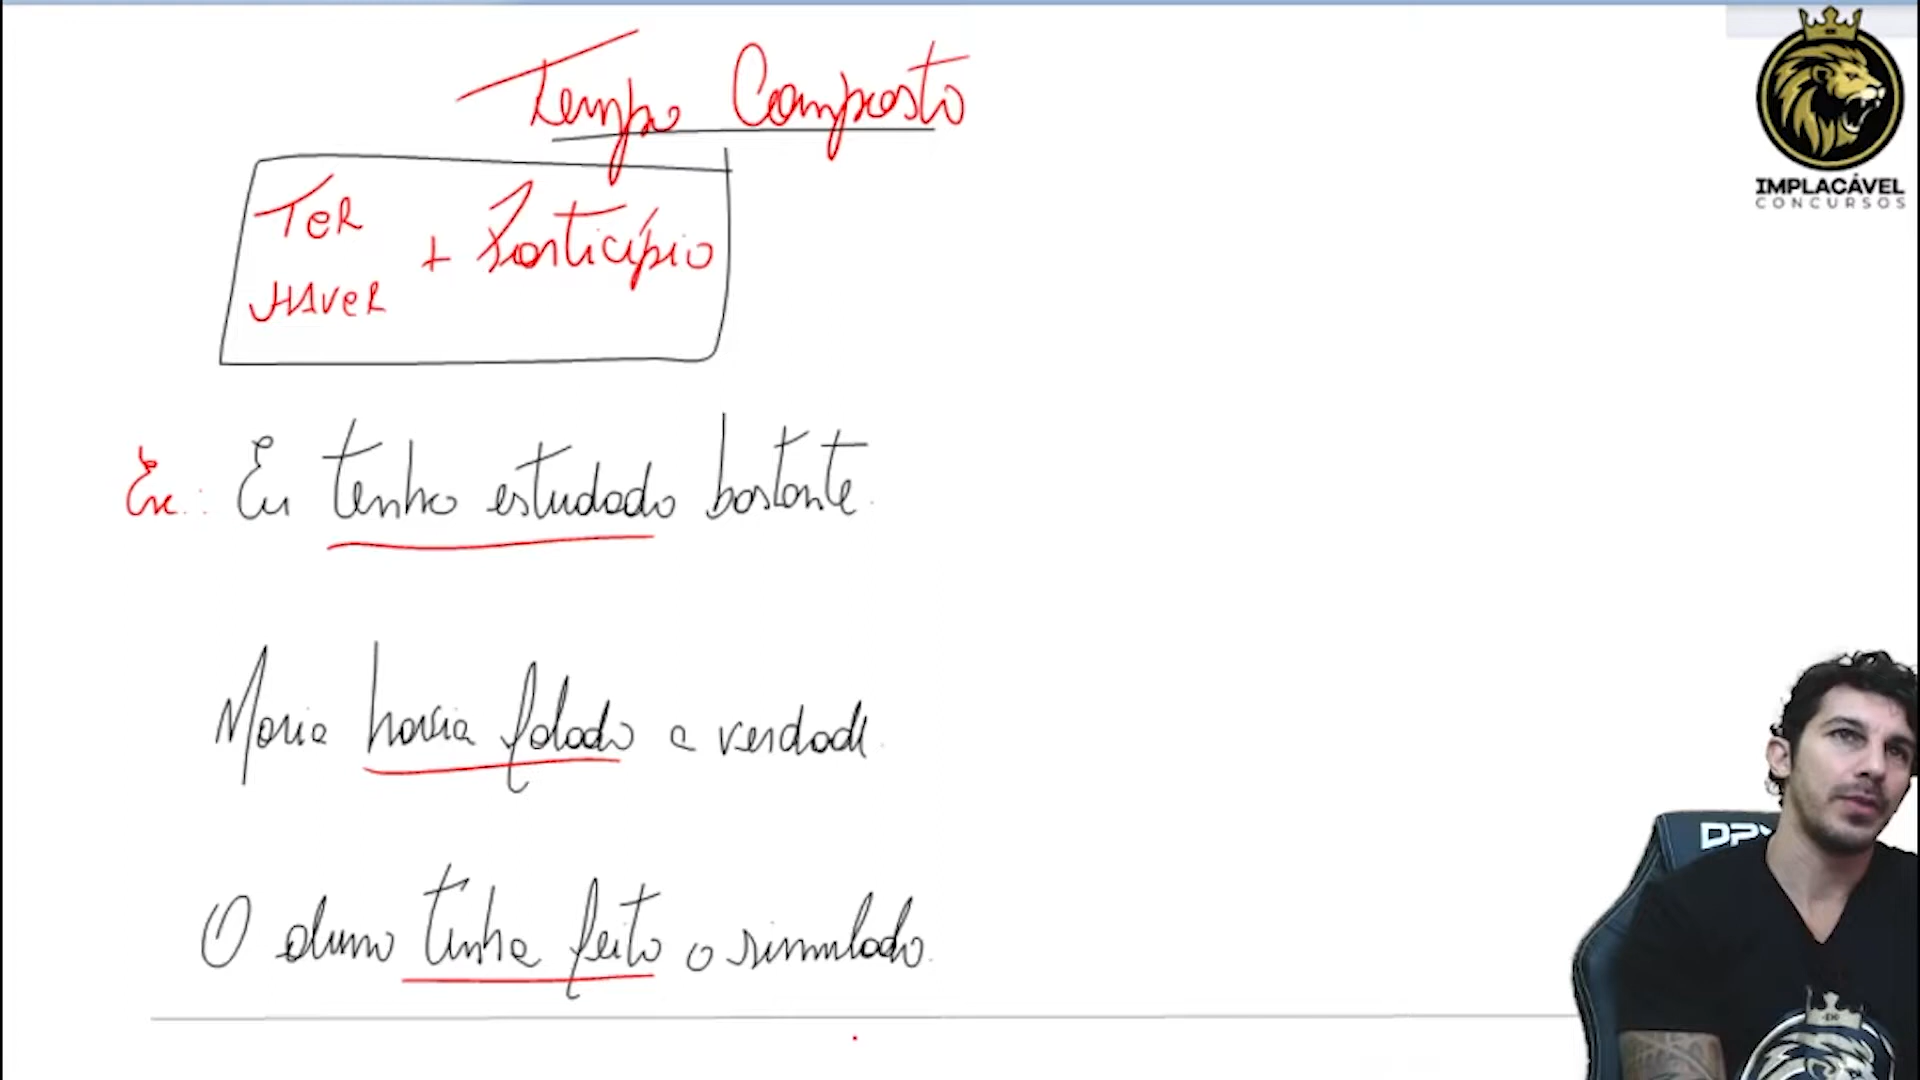 Tempo Composto
TER
HAVER
+ Particípio
Ex.: Eu tenho estudado bastante.
Maria havia falado a verdade.
O aluno tinha feito o simulado.
IMPLACÁVEL
CONCURSOS